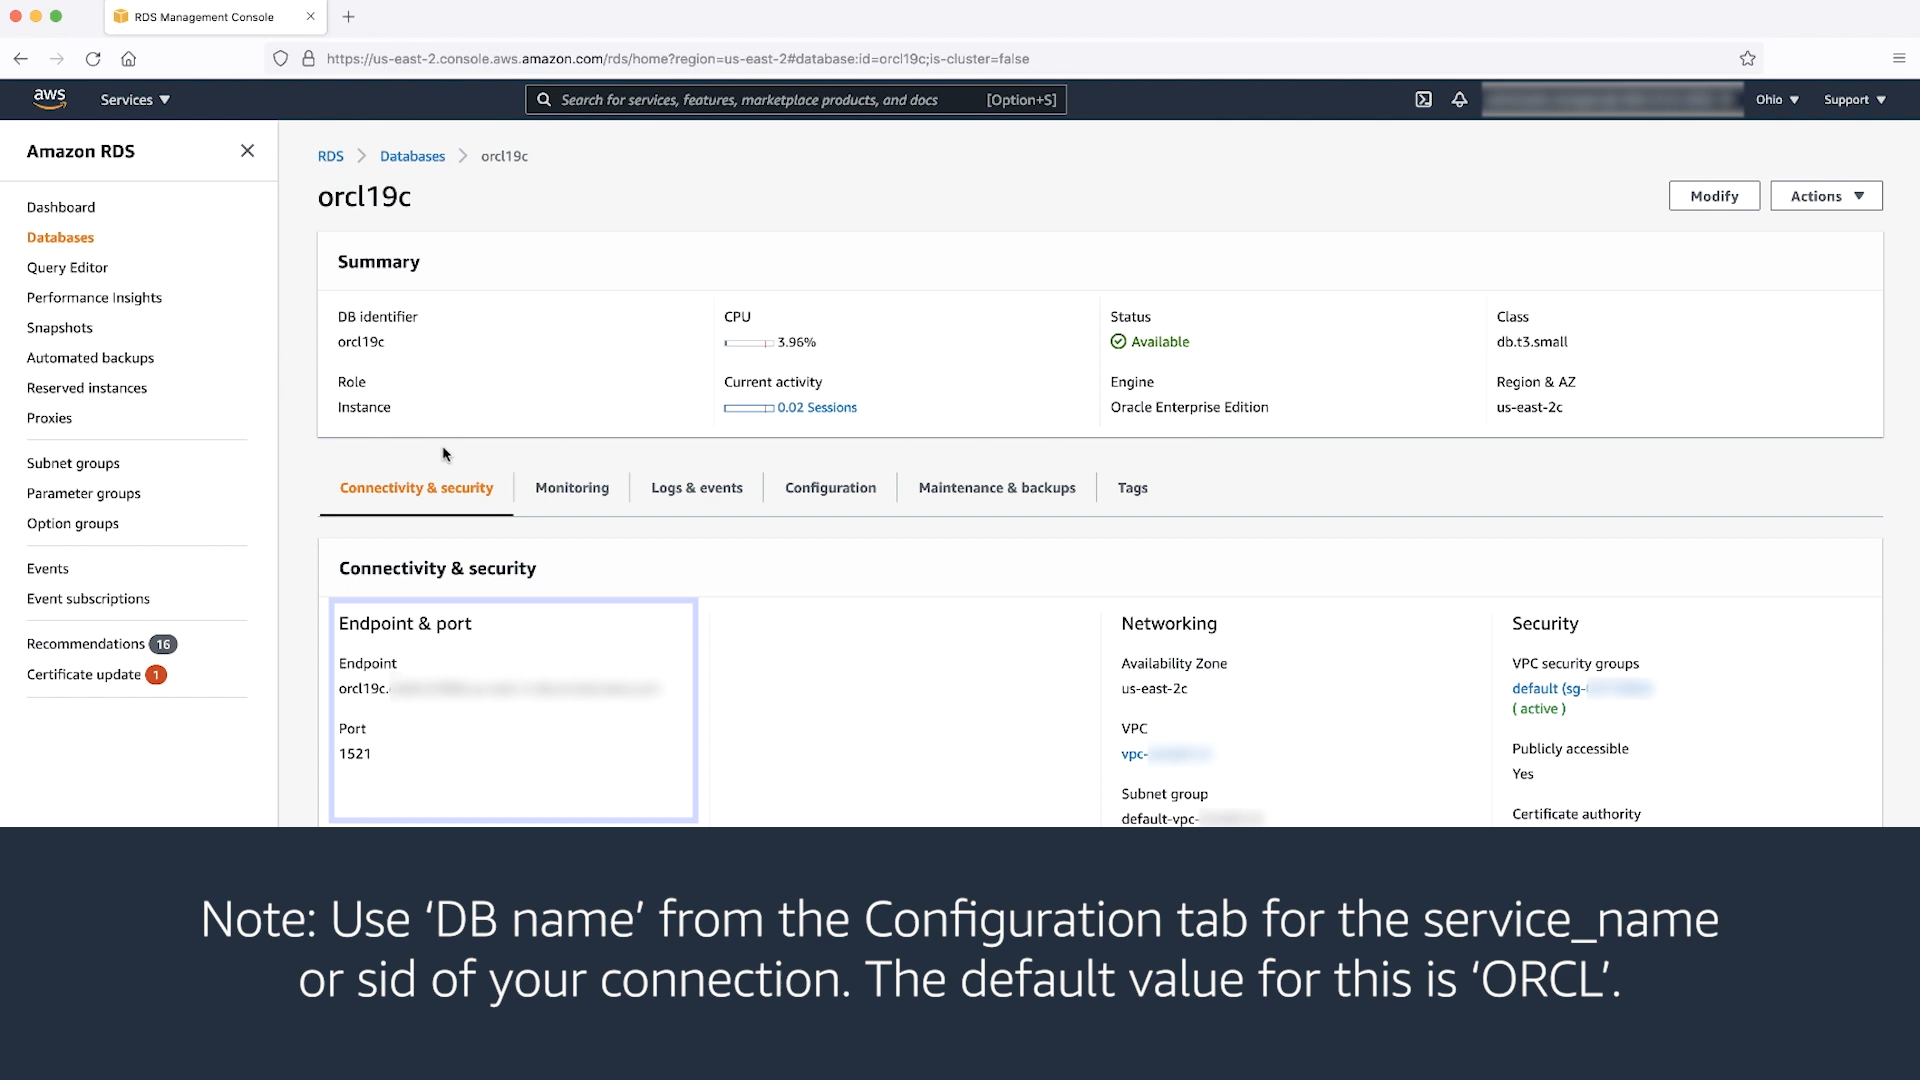 RDS Management Console
https://us-east-2.console.aws.amazon.com/rds/home?region=us-east-2#database:id=orcl19c;is-cluster=false
aws
Services
Search for services, features, marketplace products, and docs [Option+S]
Ohio
Support
Amazon RDS
Dashboard
Databases
Query Editor
Performance Insights
Snapshots
Automated backups
Reserved instances
Proxies
Subnet groups
Parameter groups
Option groups
Events
Event subscriptions
Recommendations 16
Certificate update 1
RDS
Databases
orcl19c
orcl19c
Modify
Actions
Summary
DB identifier
orcl19c
CPU
3.96%
Status
Available
Class
db.t3.small
Role
Instance
Current activity
0.02 Sessions
Engine
Oracle Enterprise Edition
Region & AZ
us-east-2c
Connectivity & security
Monitoring
Logs & events
Configuration
Maintenance & backups
Tags
Connectivity & security
Endpoint & port
Endpoint
orcl19c.
Port
1521
Networking
Availability Zone
us-east-2c
VPC
vpc-
Subnet group
default-vpc-
Security
VPC security groups
default (sg-
( active )
Publicly accessible
Yes
Certificate authority
Note: Use ‘DB name’ from the Configuration tab for the service_name
or sid of your connection. The default value for this is ‘ORCL’.